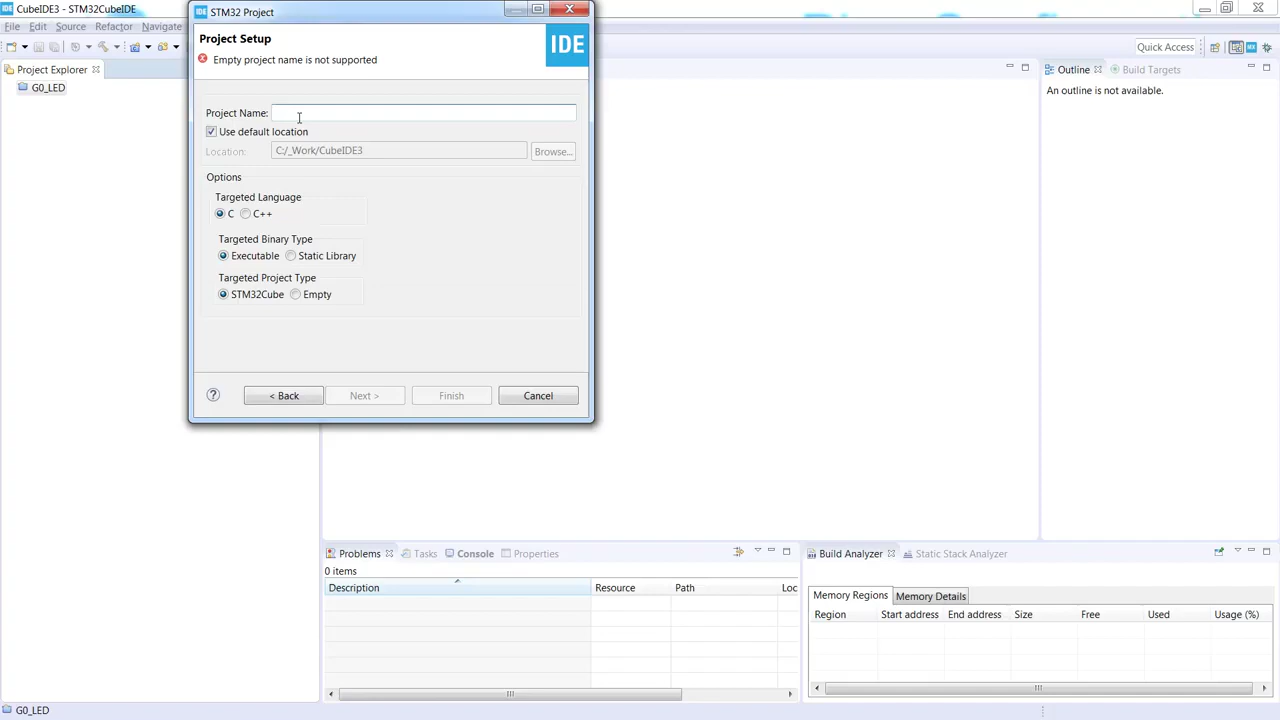 CubeIDE3 - STM32CubeIDE
File Edit Source Refactor Navigate
Quick Access
MX
Project Explorer
G0_LED
IDE STM32 Project
Project Setup
Empty project name is not supported
IDE
Project Name:
Use default location
Location: C:/_Work/CubeIDE3 Browse...
Options
Targeted Language
C C++
Targeted Binary Type
Executable Static Library
Targeted Project Type
STM32Cube Empty
? < Back Next > Finish Cancel
Outline Build Targets
An outline is not available.
Problems Tasks Console Properties
0 items
Description Resource Path Loc
Build Analyzer Static Stack Analyzer
Memory Regions Memory Details
Region Start address End address Size Free Used Usage (%)
G0_LED